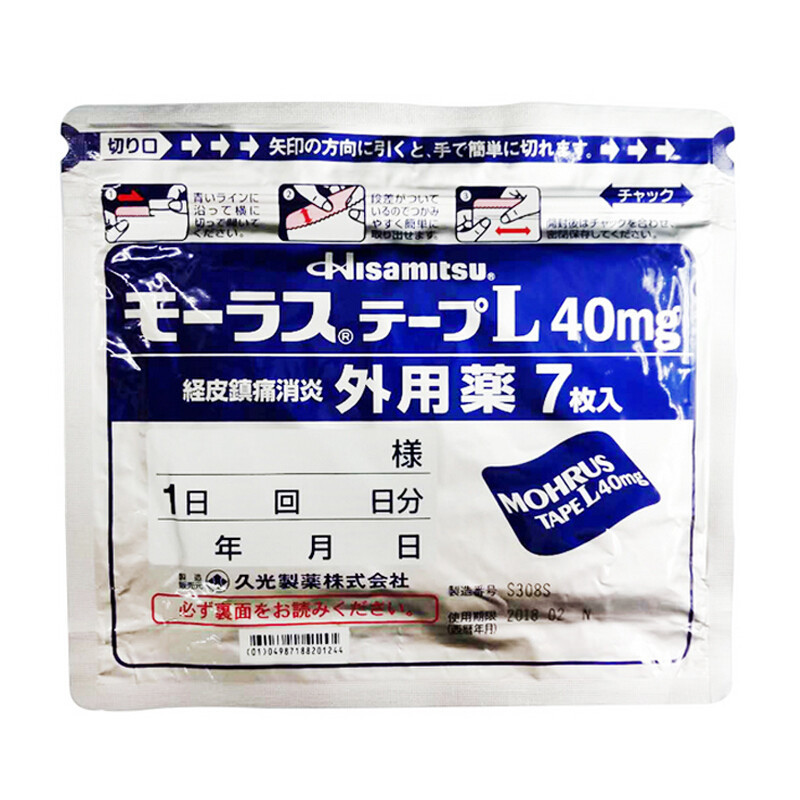 切り口 矢印の方向に引くと、手で簡単に切れます。
チャック
1
青いラインに
沿って横に
切って開いて
ください。
2
段差がついて
いるのでつかみ
やすく簡単に
取り出せます。
3
開封後はチャックを合わせ、
密閉保存してください。
HISAMITSU®
モーラス®テープL 40mg
経皮鎮痛消炎 外用薬 7枚入
様
1日 回 日分
年 月 日
MOHRUS
TAPE L40mg
製造
販売元 久光製薬株式会社
必ず裏面をお読みください。
(01)04987188201244
製造番号 S308S
使用期限 2018 02 N
(西暦年月)